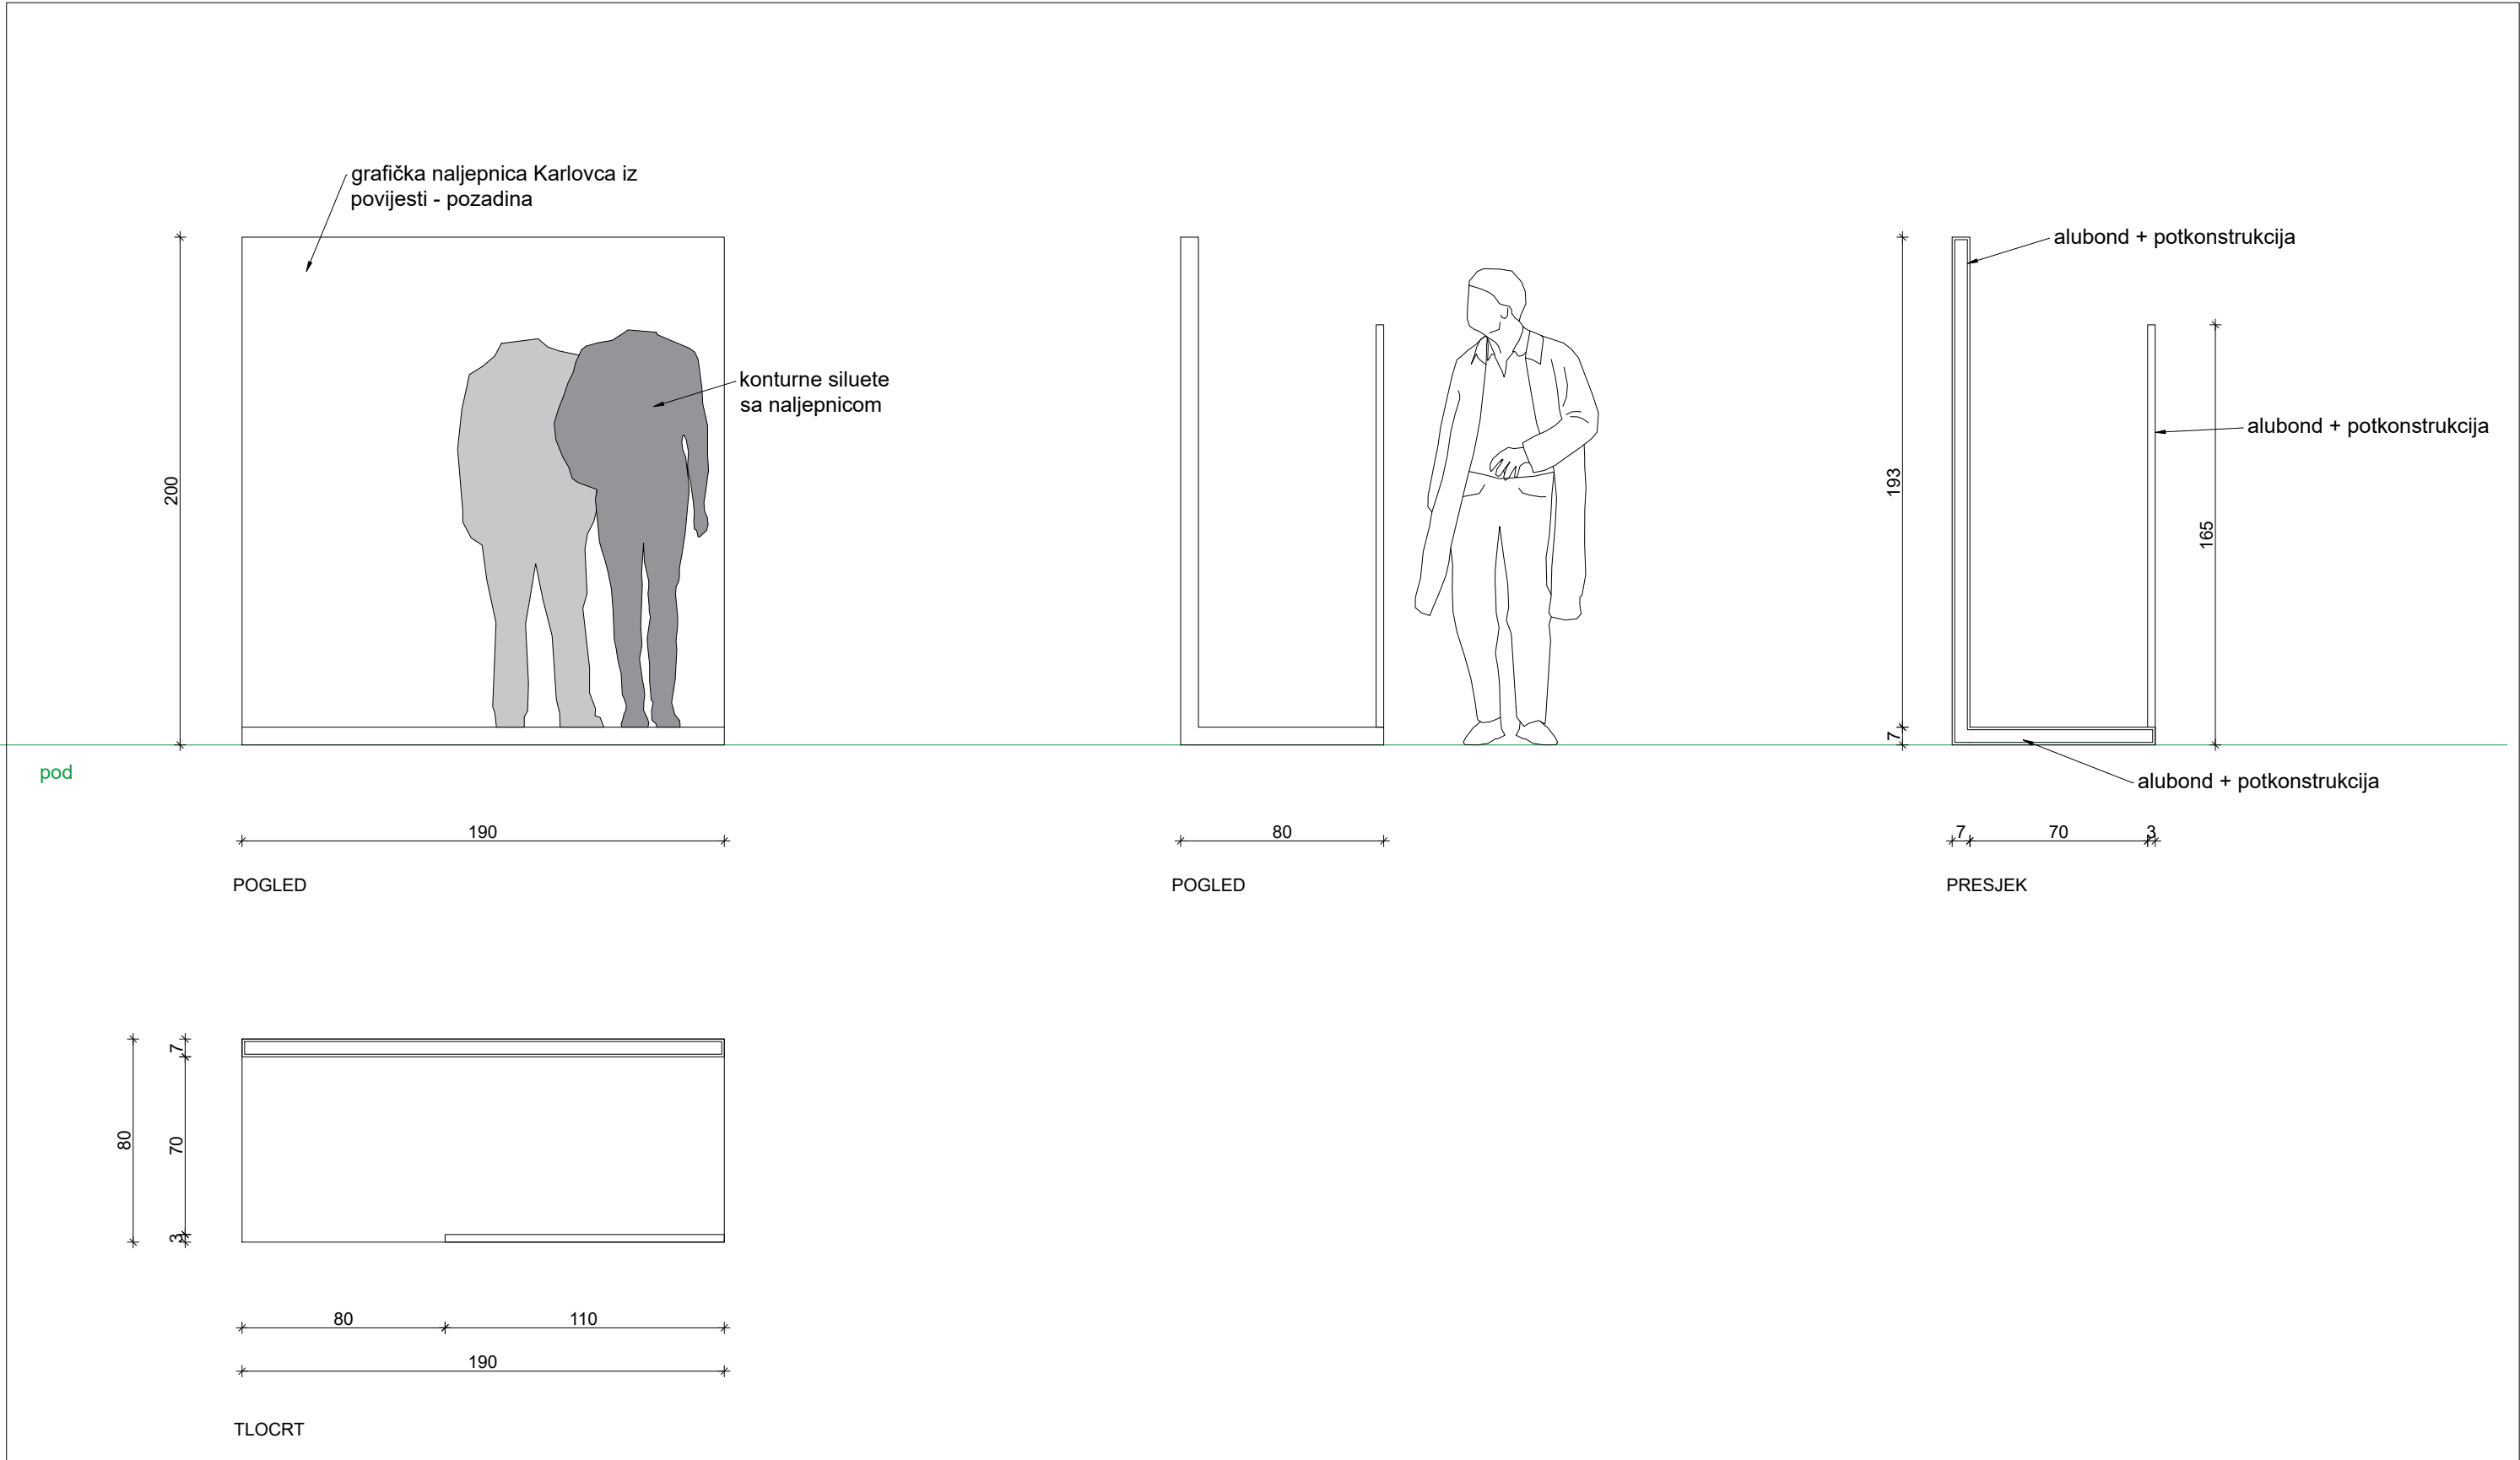 grafička naljepnica Karlovca iz
povijesti - pozadina
konturne siluete
sa naljepnicom
200
190
POGLED
pod
80
POGLED
alubond + potkonstrukcija
alubond + potkonstrukcija
alubond + potkonstrukcija
193
7
165
7
70
3
PRESJEK
80
7
70
3
80
110
190
TLOCRT